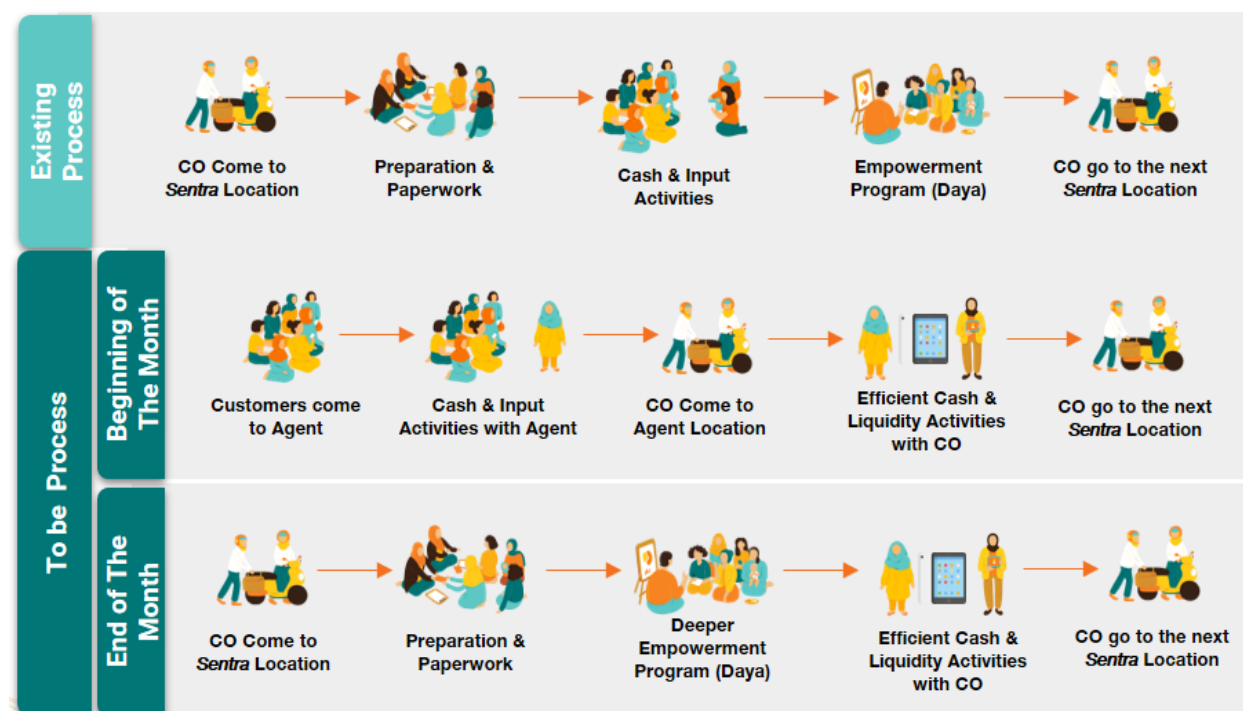 Existing
Process
CO Come to
Sentra Location
Preparation &
Paperwork
Cash & Input
Activities
Empowerment
Program (Daya)
CO go to the next
Sentra Location
To be Process
Beginning of
The Month
Customers come
to Agent
Cash & Input
Activities with Agent
CO Come to
Agent Location
Efficient Cash &
Liquidity Activities
with CO
CO go to the next
Sentra Location
End of The
Month
CO Come to
Sentra Location
Preparation &
Paperwork
Deeper
Empowerment
Program (Daya)
Efficient Cash &
Liquidity Activities
with CO
CO go to the next
Sentra Location